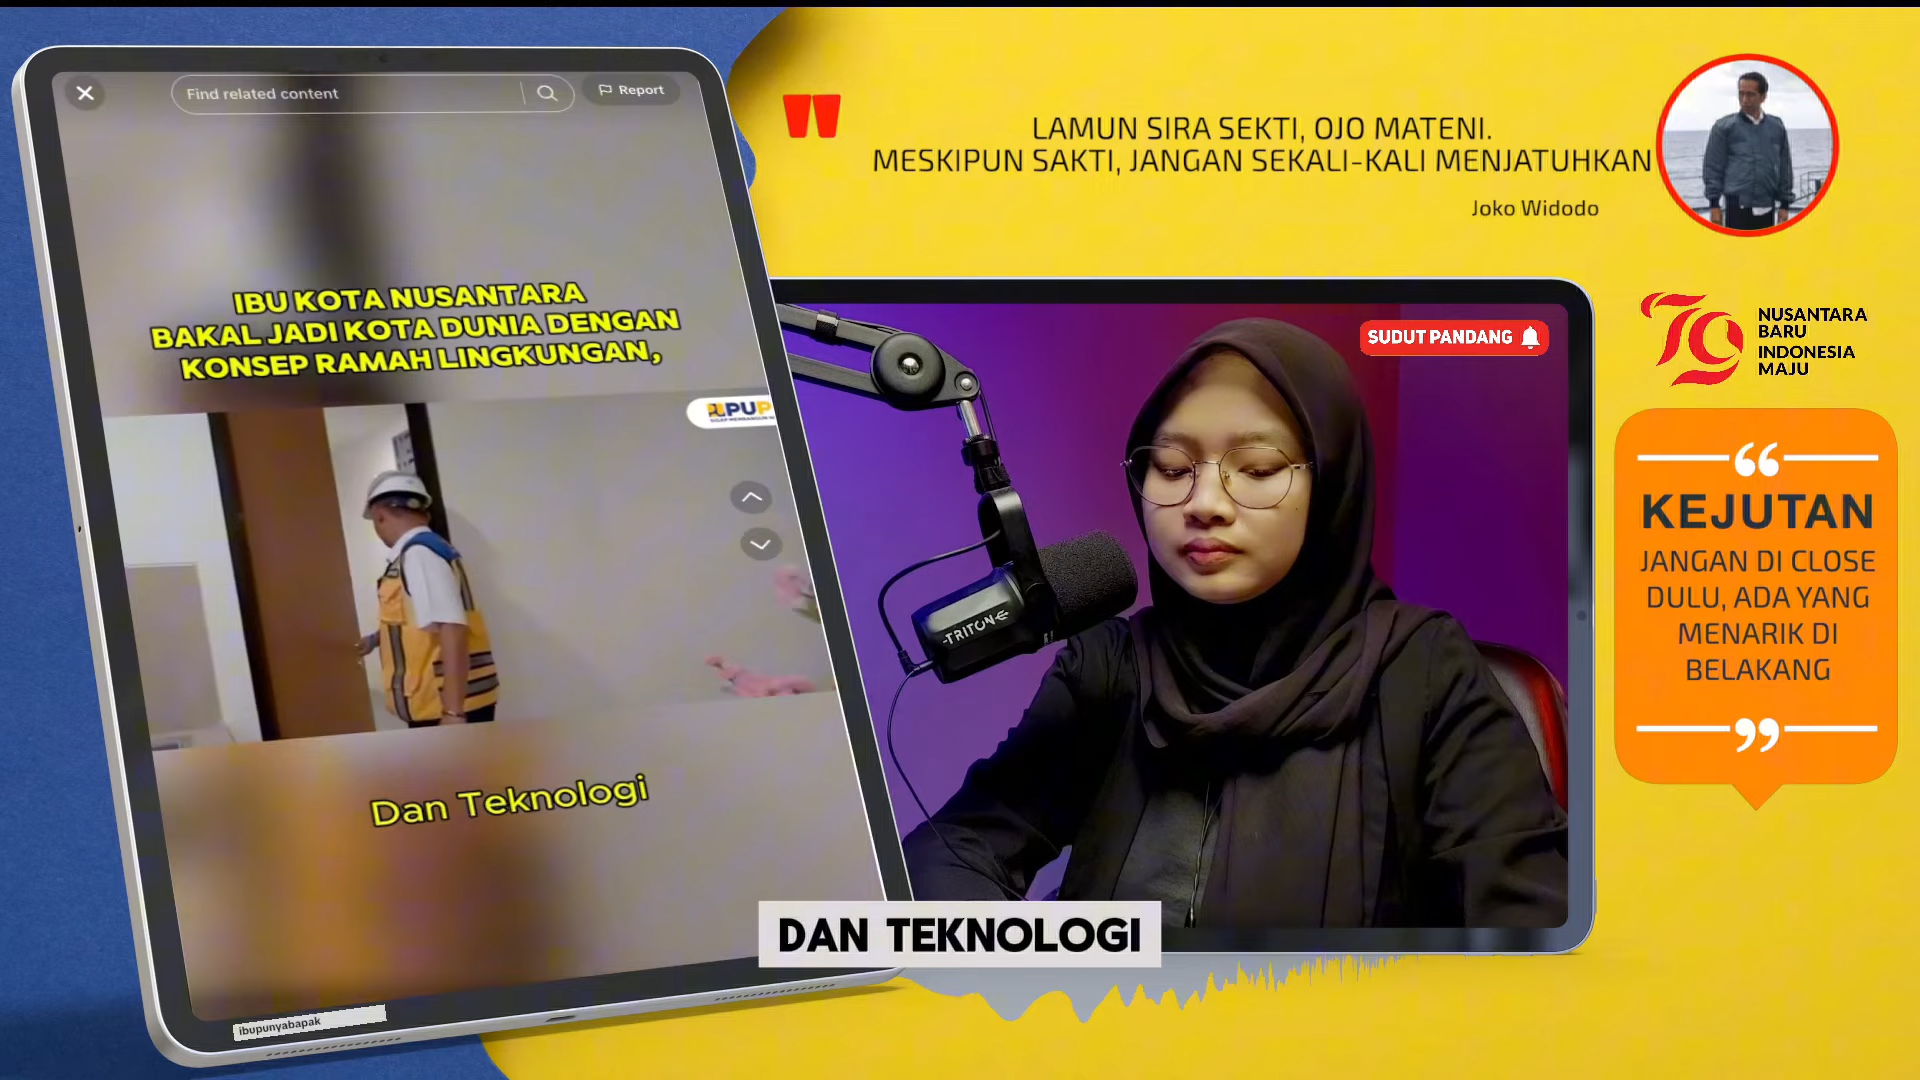 Find related content
Report
IBU KOTA NUSANTARA
BAKAL JADI KOTA DUNIA DENGAN
KONSEP RAMAH LINGKUNGAN,
Dan Teknologi
ibupunyabapak
LAMUN SIRA SEKTI, OJO MATENI.
MESKIPUN SAKTI, JANGAN SEKALI-KALI MENJATUHKAN
Joko Widodo
SUDUT PANDANG
TRITON
DAN TEKNOLOGI
79
NUSANTARA
BARU
INDONESIA
MAJU
KEJUTAN
JANGAN DI CLOSE
DULU, ADA YANG
MENARIK DI
BELAKANG